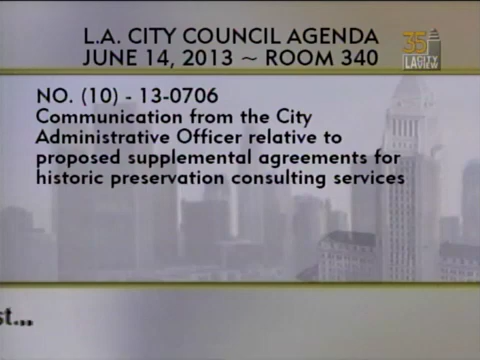 L.A. CITY COUNCIL AGENDA
JUNE 14, 2013 ~ ROOM 340
35
LA CITY
VIEW
NO. (10) - 13-0706
Communication from the City
Administrative Officer relative to
proposed supplemental agreements for
historic preservation consulting services
st...